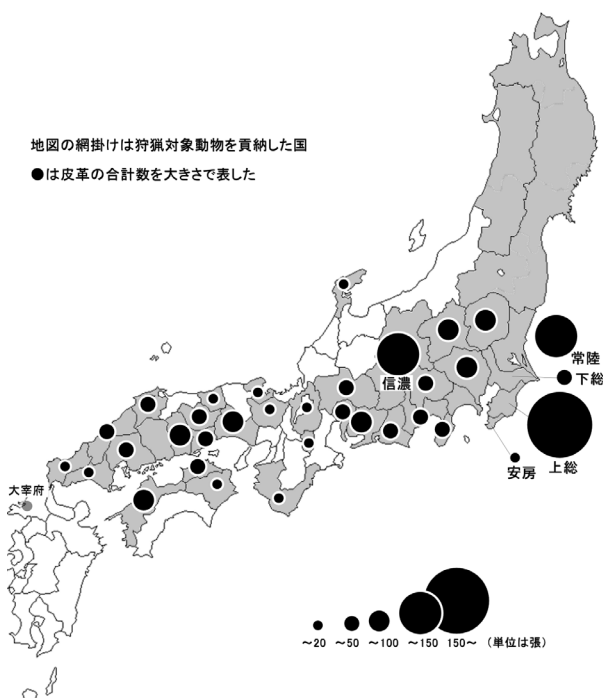 地図の網掛けは狩猟対象動物を貢納した国
●は皮革の合計数を大きさで表した
常陸
信濃
下総
上総
安房
大宰府
～20 ～50 ～100 ～150 150～ (単位は張)